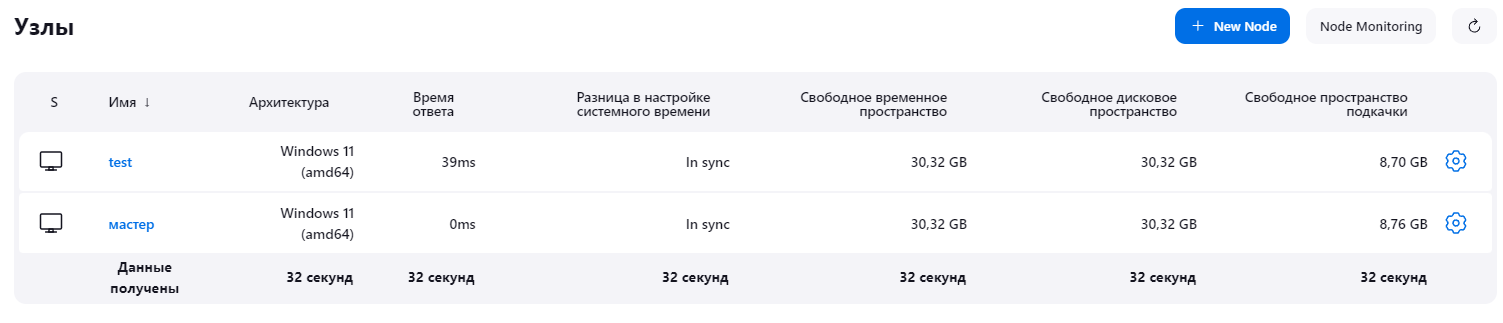 Узлы
+ New Node
Node Monitoring
S
Имя ↓
Архитектура
Время
ответа
Разница в настройке
системного времени
Свободное временное
пространство
Свободное дисковое
пространство
Свободное пространство
подкачки
test
Windows 11
(amd64)
39ms
In sync
30,32 GB
30,32 GB
8,70 GB
мастер
Windows 11
(amd64)
0ms
In sync
30,32 GB
30,32 GB
8,76 GB
Данные
получены
32 секунд
32 секунд
32 секунд
32 секунд
32 секунд
32 секунд